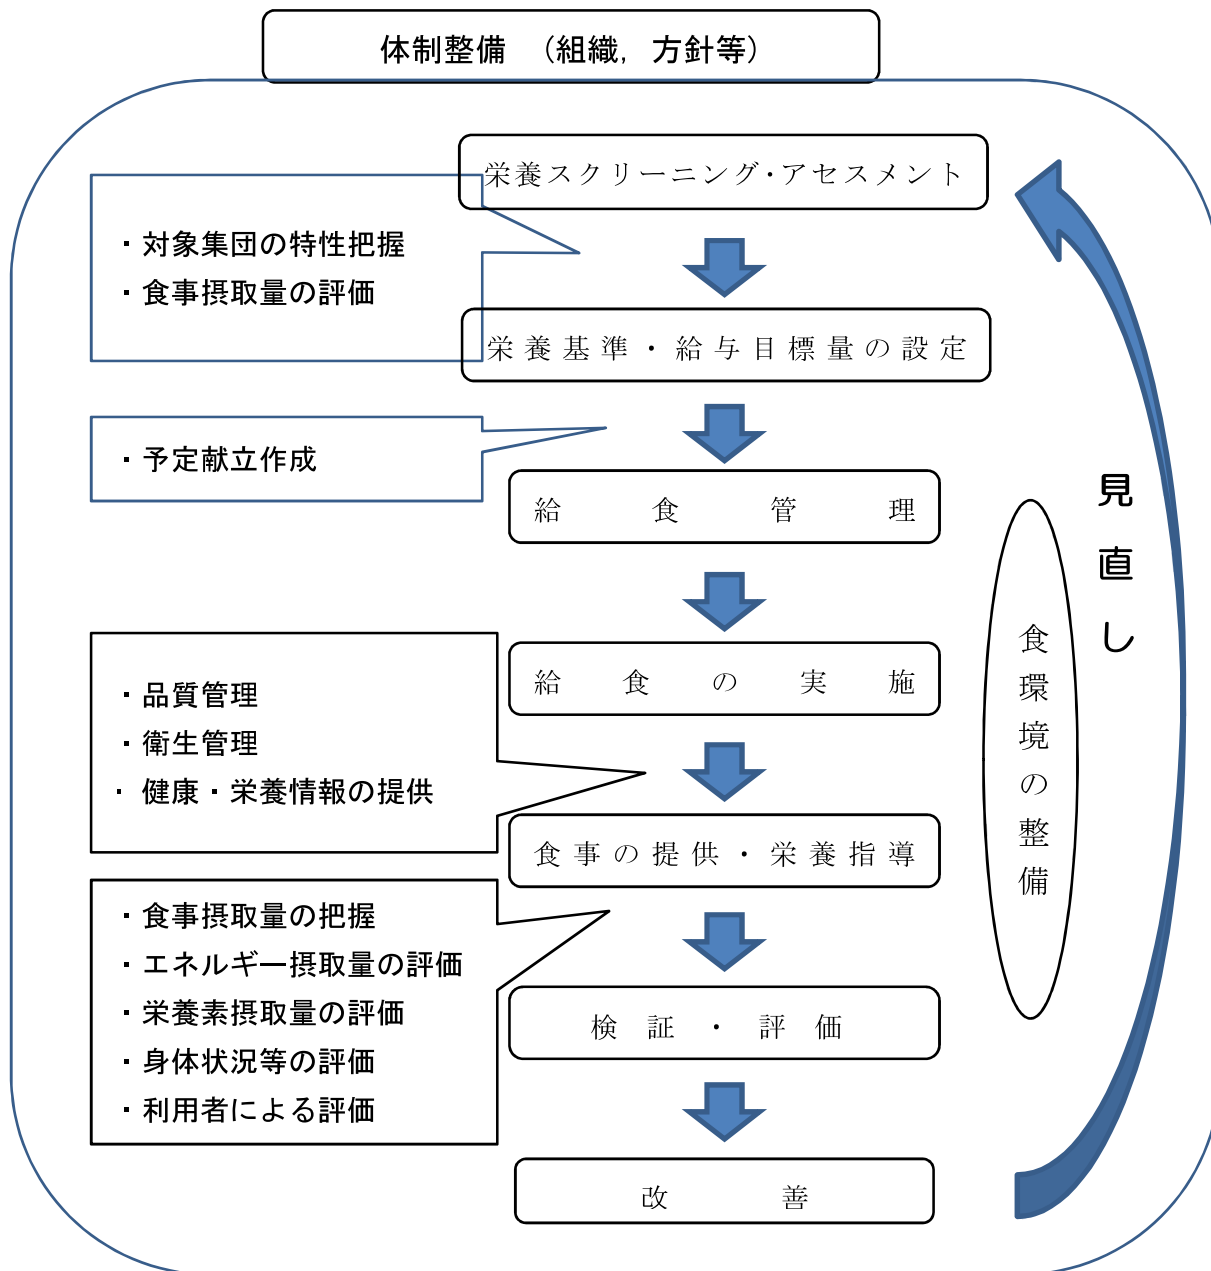 体制整備　（組織，方針等）
栄養スクリーニング・アセスメント
・対象集団の特性把握
・食事摂取量の評価
栄養基準・給与目標量の設定
・予定献立作成
給食管理
給食の実施
・品質管理
・衛生管理
・健康・栄養情報の提供
食事の提供・栄養指導
・食事摂取量の把握
・エネルギー摂取量の評価
・栄養素摂取量の評価
・身体状況等の評価
・利用者による評価
検証・評価
改善
食環境の整備
見直し